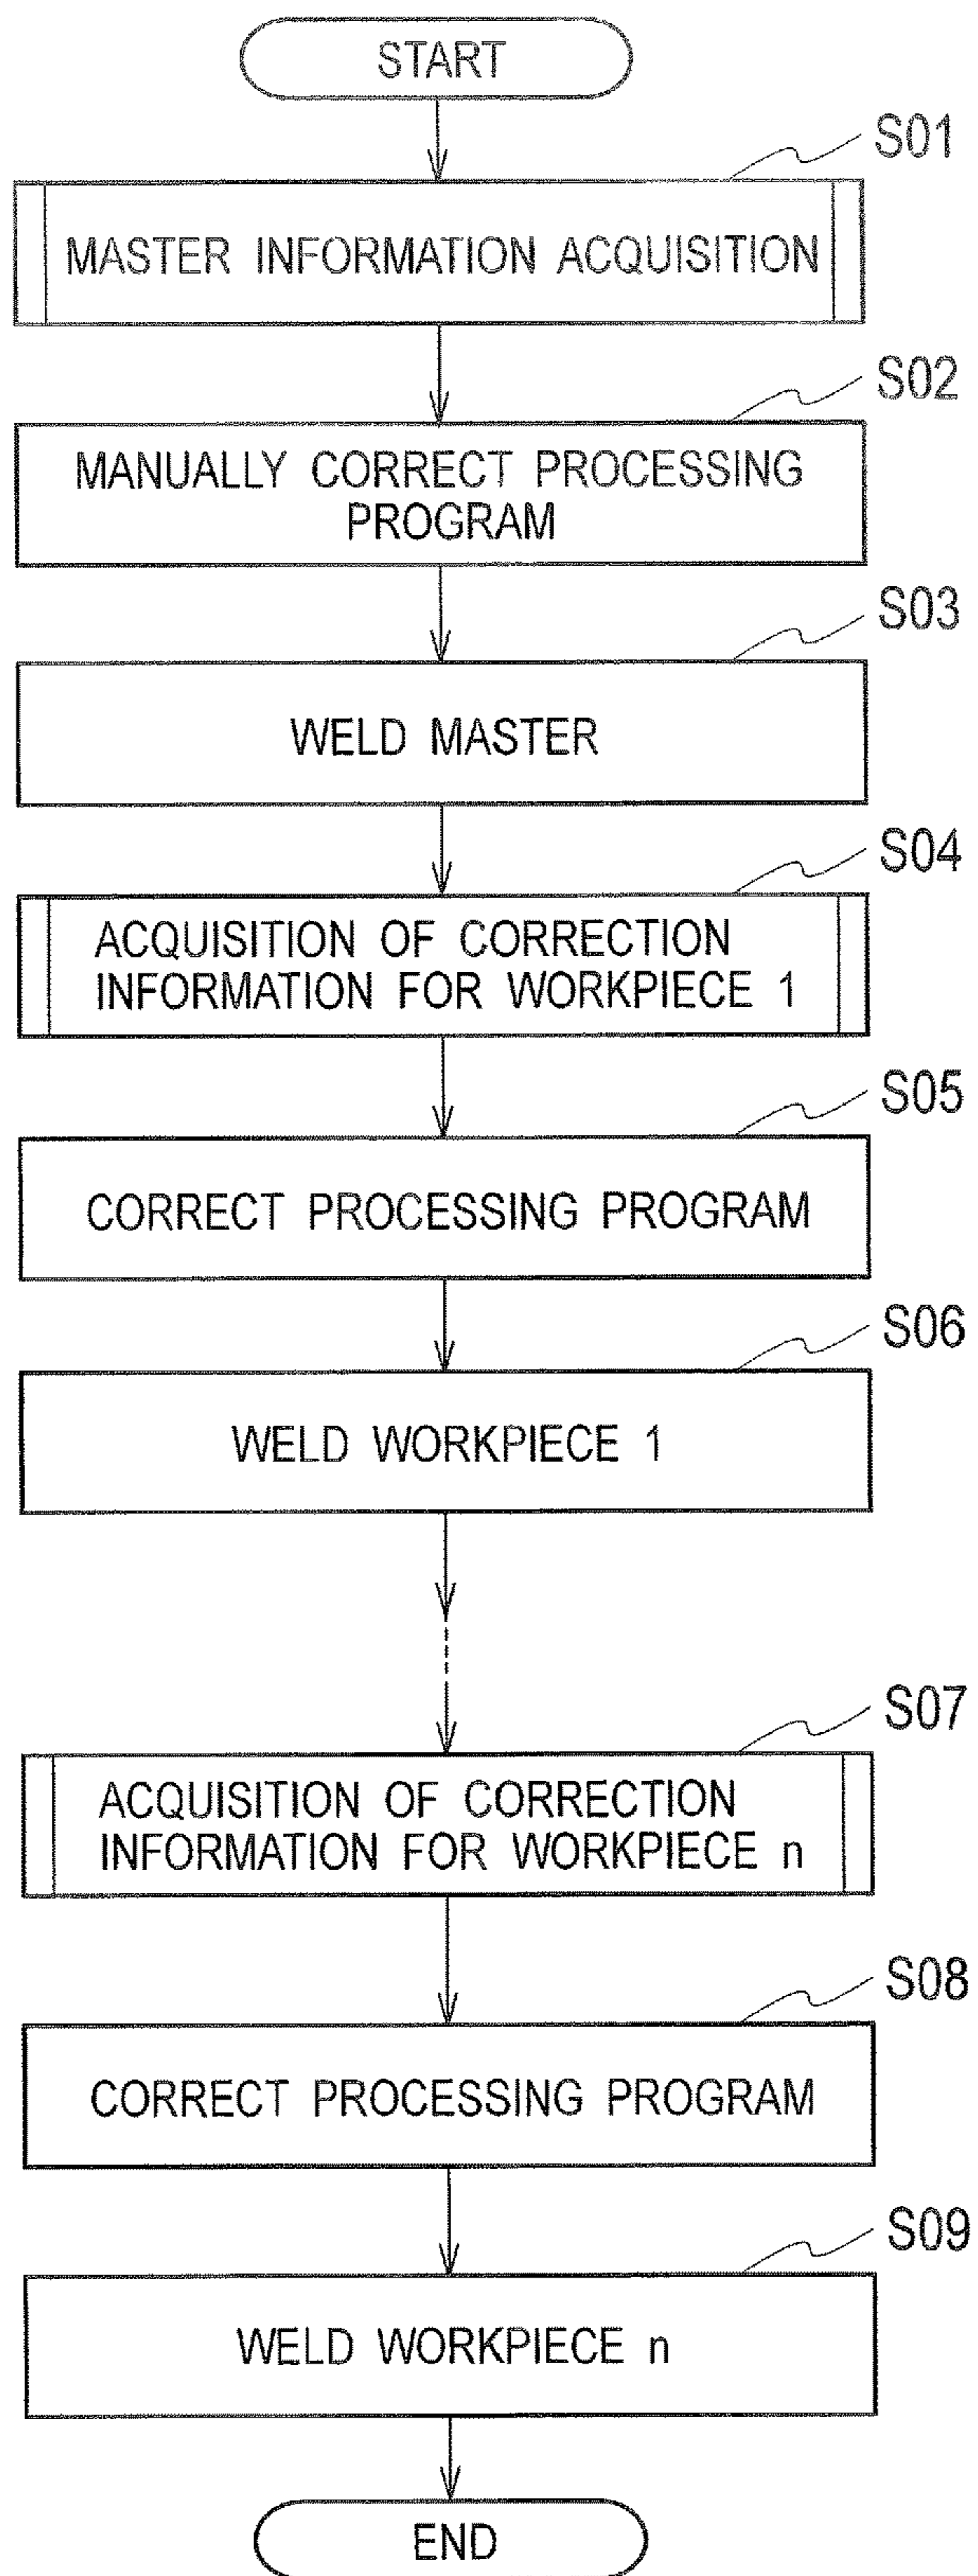 START
S01
MASTER INFORMATION ACQUISITION
S02
MANUALLY CORRECT PROCESSING
PROGRAM
S03
WELD MASTER
S04
ACQUISITION OF CORRECTION
INFORMATION FOR WORKPIECE 1
S05
CORRECT PROCESSING PROGRAM
S06
WELD WORKPIECE 1
S07
ACQUISITION OF CORRECTION
INFORMATION FOR WORKPIECE n
S08
CORRECT PROCESSING PROGRAM
S09
WELD WORKPIECE n
END